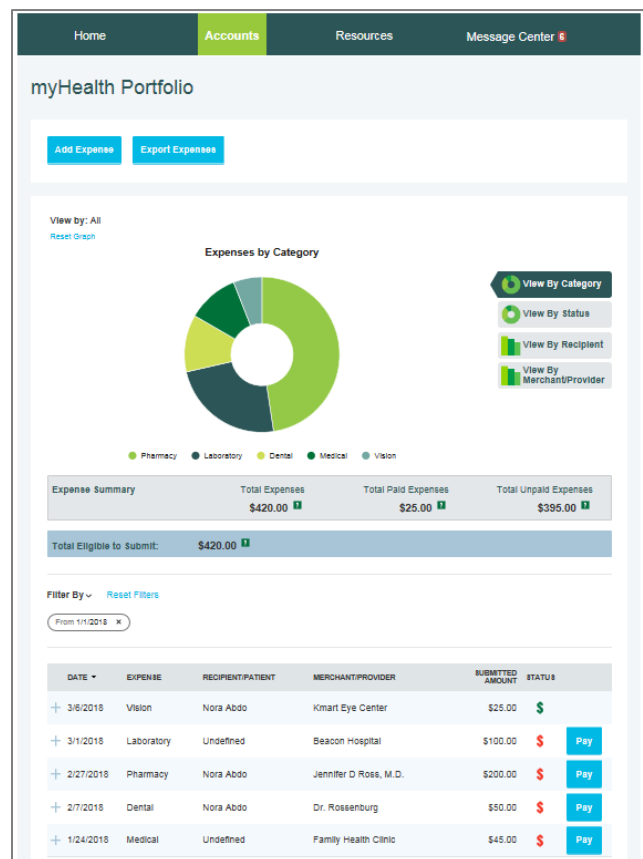 Home Accounts Resources Message Center 6
myHealth Portfolio
Add Expense Export Expenses
View by: All
Reset Graph
Expenses by Category
View By Category
View By Status
View By Recipient
View By
Merchant/Provider
Pharmacy Laboratory Dental Medical Vision
Expense Summary Total Expenses Total Paid Expenses Total Unpaid Expenses
$420.00 ? $25.00 ? $395.00 ?
Total Eligible to Submit: $420.00 ?
Filter By Reset Filters
From 1/1/2018 ×
DATE EXPENSE RECIPIENT/PATIENT MERCHANT/PROVIDER SUBMITTED AMOUNT STATUS
+ 3/6/2018 Vision Nora Abdo Kmart Eye Center $25.00 $
+ 3/1/2018 Laboratory Undefined Beacon Hospital $100.00 $ Pay
+ 2/27/2018 Pharmacy Nora Abdo Jennifer D Ross, M.D. $200.00 $ Pay
+ 2/7/2018 Dental Nora Abdo Dr. Rossenburg $50.00 $ Pay
+ 1/24/2018 Medical Undefined Family Health Clinic $45.00 $ Pay